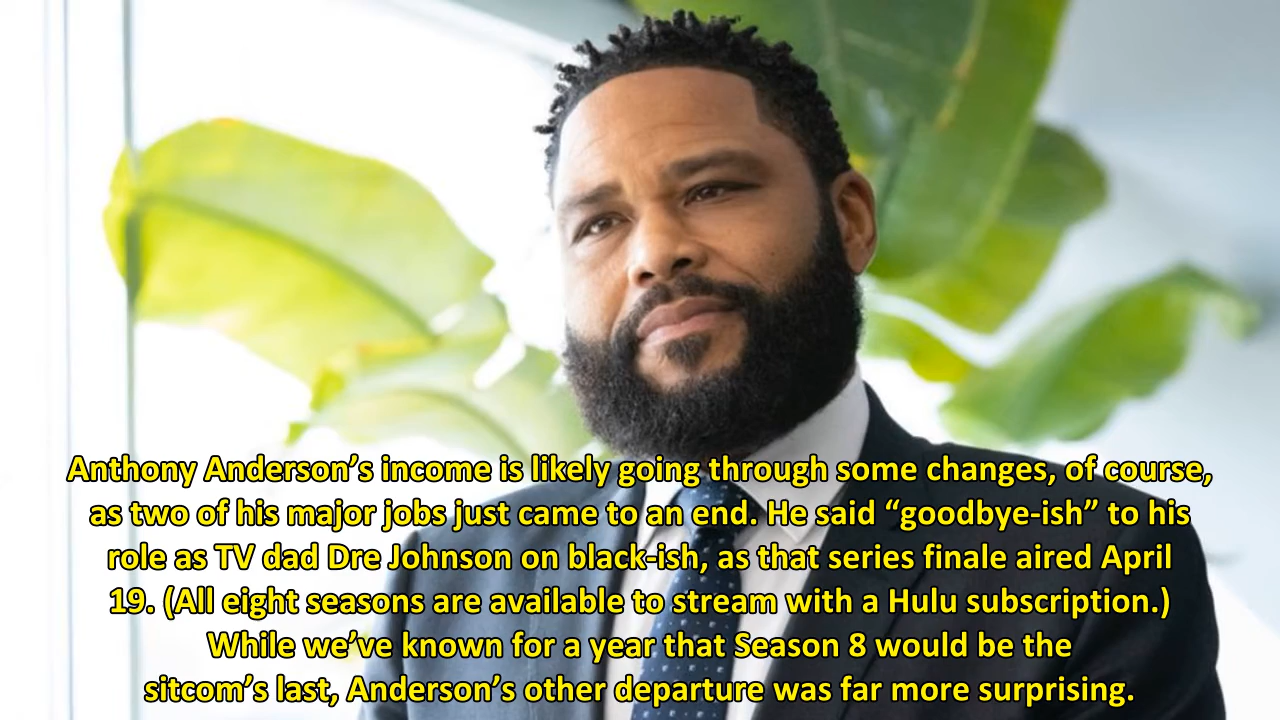 Anthony Anderson’s income is likely going through some changes, of course,
as two of his major jobs just came to an end. He said “goodbye-ish” to his
role as TV dad Dre Johnson on black-ish, as that series finale aired April
19. (All eight seasons are available to stream with a Hulu subscription.)
While we’ve known for a year that Season 8 would be the
sitcom’s last, Anderson’s other departure was far more surprising.